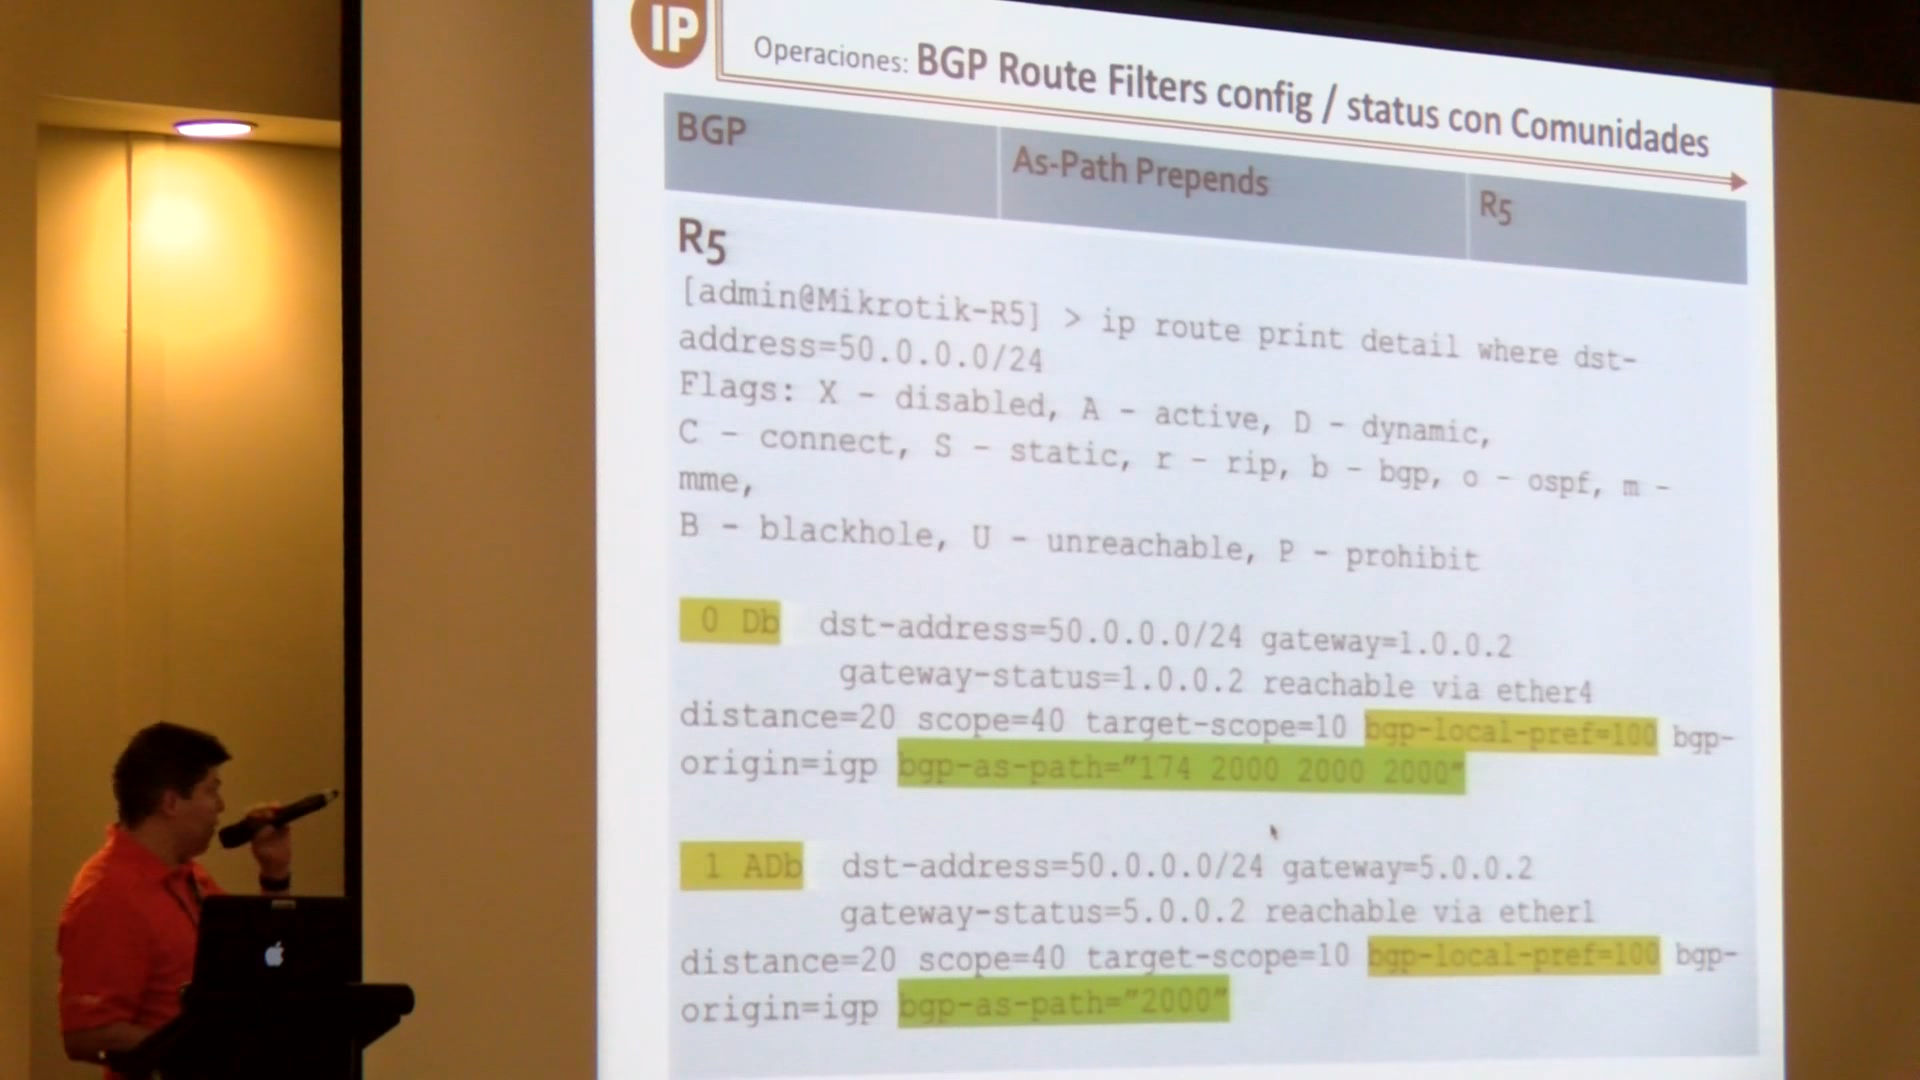 IP
Operaciones: BGP Route Filters config / status con Comunidades
BGP
As-Path Prepends
R5
R5
[admin@Mikrotik-R5] > ip route print detail where dst-
address=50.0.0.0/24
Flags: X - disabled, A - active, D - dynamic,
C - connect, S - static, r - rip, b - bgp, o - ospf, m -
mme,
B - blackhole, U - unreachable, P - prohibit
0 Db dst-address=50.0.0.0/24 gateway=1.0.0.2
gateway-status=1.0.0.2 reachable via ether4
distance=20 scope=40 target-scope=10 bgp-local-pref=100 bgp-
origin=igp bgp-as-path="174 2000 2000 2000"
1 ADb dst-address=50.0.0.0/24 gateway=5.0.0.2
gateway-status=5.0.0.2 reachable via ether1
distance=20 scope=40 target-scope=10 bgp-local-pref=100 bgp-
origin=igp bgp-as-path="2000"